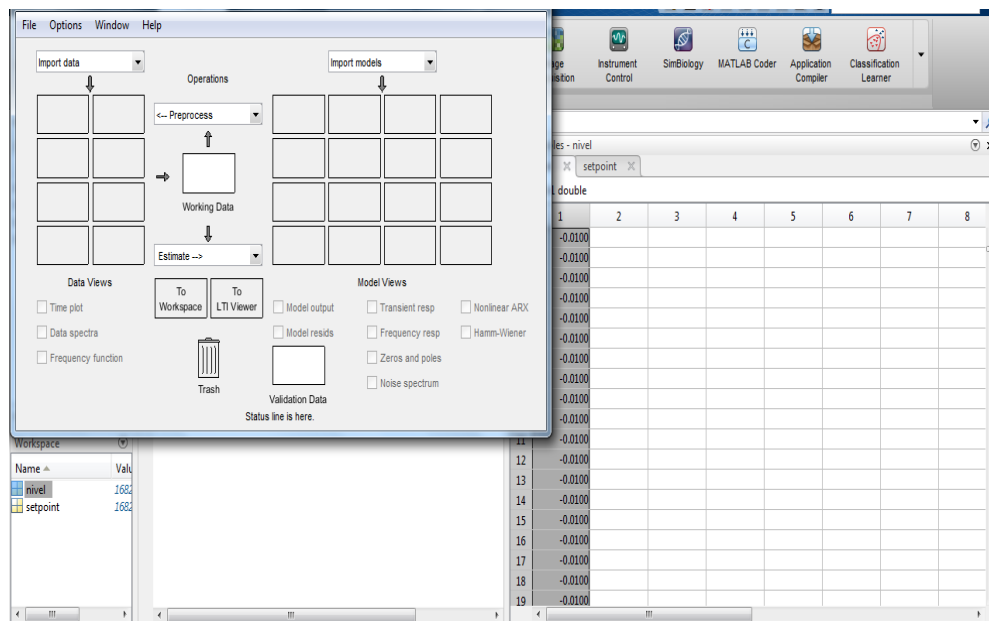 File Options Window Help
Import data
Import models
Operations
<-- Preprocess
Working Data
Estimate -->
Data Views
Time plot
Data spectra
Frequency function
To Workspace
To LTI Viewer
Trash
Model Views
Model output
Transient resp
Nonlinear ARX
Model resids
Frequency resp
Hamm-Wiener
Zeros and poles
Noise spectrum
Validation Data
Status line is here.
Instrument Control
SimBiology
MATLAB Coder
Application Compiler
Classification Learner
les - nivel
setpoint
1 double
1 2 3 4 5 6 7 8
-0.0100
-0.0100
-0.0100
-0.0100
-0.0100
-0.0100
-0.0100
-0.0100
-0.0100
-0.0100
11 -0.0100
12 -0.0100
13 -0.0100
14 -0.0100
15 -0.0100
16 -0.0100
17 -0.0100
18 -0.0100
19 -0.0100
Workspace
Name Valu
nivel 1682
setpoint 1682